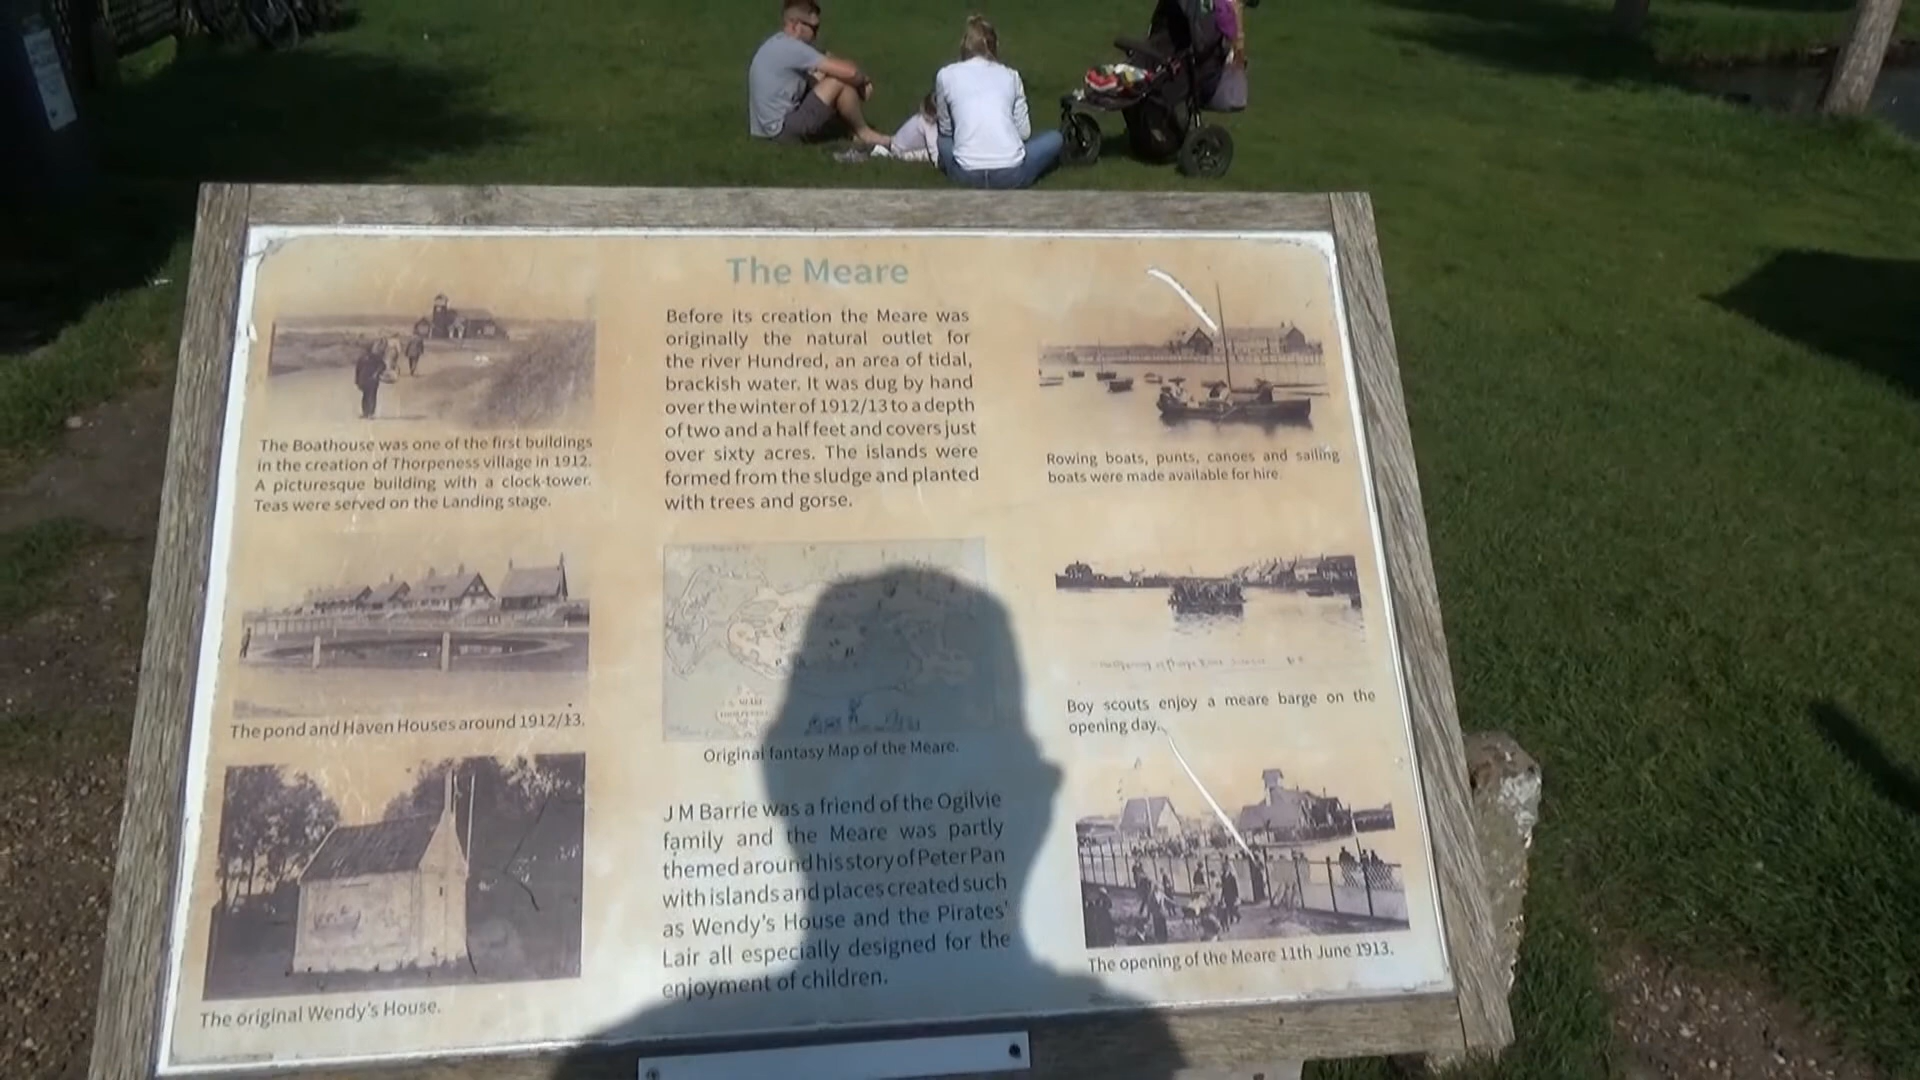 The Meare
The Boathouse was one of the first buildings
in the creation of Thorpeness village in 1912.
A picturesque building with a clock-tower.
Teas were served on the Landing stage.
The pond and Haven Houses around 1912/13.
The original Wendy's House.
Before its creation the Meare was
originally the natural outlet for
the river Hundred, an area of tidal,
brackish water. It was dug by hand
over the winter of 1912/13 to a depth
of two and a half feet and covers just
over sixty acres. The islands were
formed from the sludge and planted
with trees and gorse.
Original fantasy Map of the Meare.
J M Barrie was a friend of the Ogilvie
family and the Meare was partly
themed around his story of Peter Pan
with islands and places created such
as Wendy's House and the Pirates'
Lair all especially designed for the
enjoyment of children.
Rowing boats, punts, canoes and sailing
boats were made available for hire.
Boy scouts enjoy a meare barge on the
opening day.
The opening of the Meare 11th June 1913.